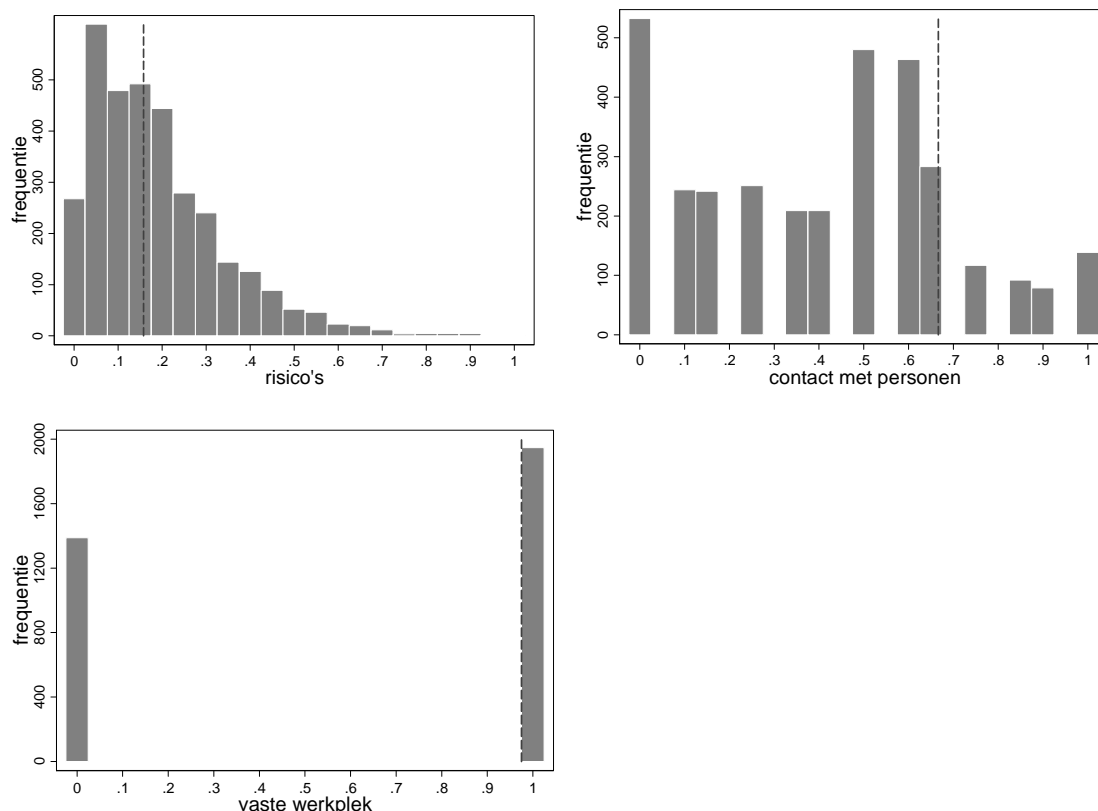 frequentie
0 100 200 300 400 500
0 .1 .2 .3 .4 .5 .6 .7 .8 .9 1
risico's
frequentie
0 100 200 300 400 500
0 .1 .2 .3 .4 .5 .6 .7 .8 .9 1
contact met personen
frequentie
0 400 800 1200 1600 2000
0 .1 .2 .3 .4 .5 .6 .7 .8 .9 1
vaste werkplek